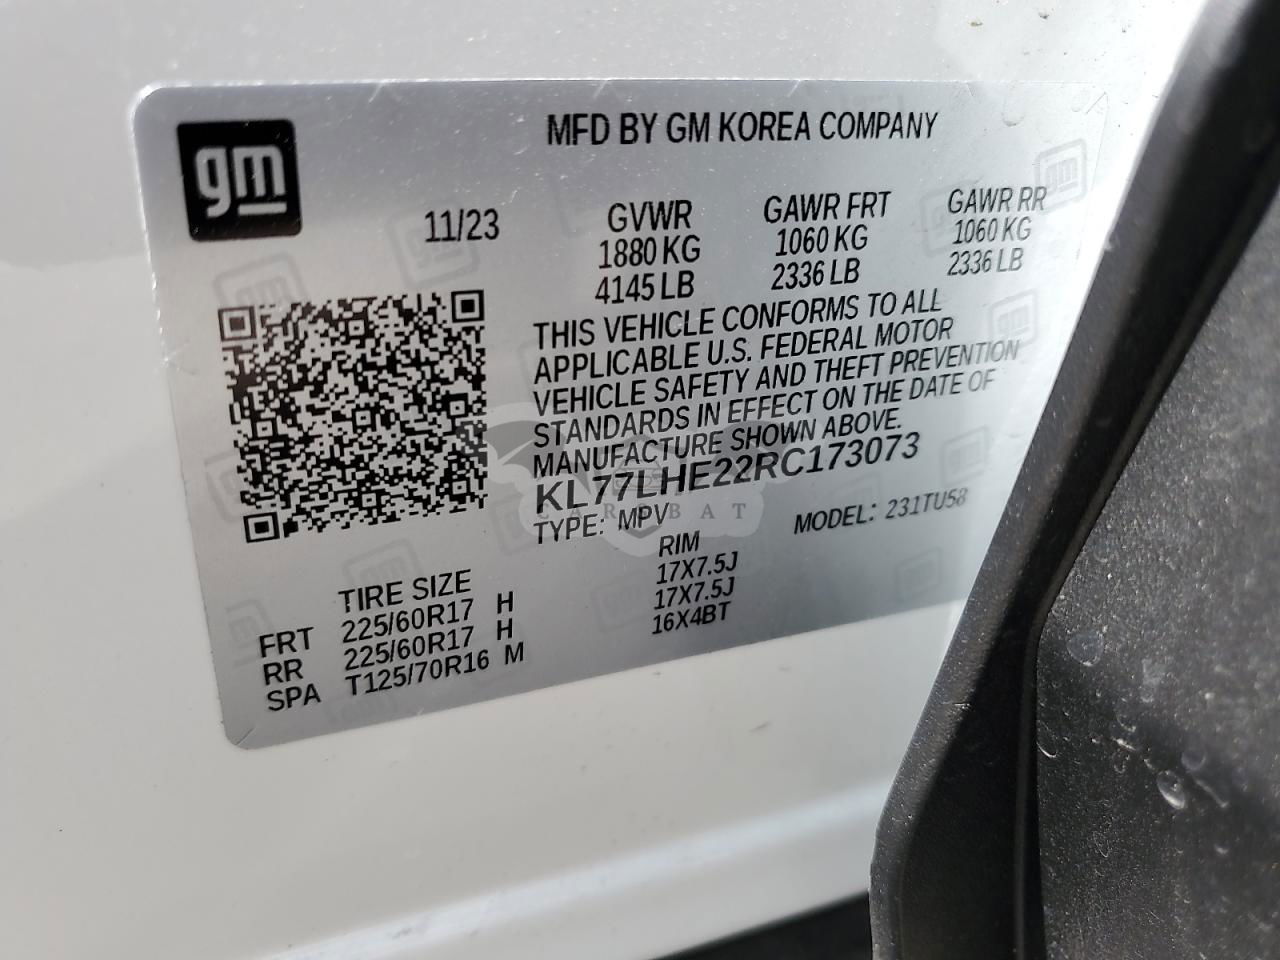 gm
MFD BY GM KOREA COMPANY
11/23
GVWR
1880 KG
4145 LB
GAWR FRT
1060 KG
2336 LB
GAWR RR
1060 KG
2336 LB
THIS VEHICLE CONFORMS TO ALL
APPLICABLE U.S. FEDERAL MOTOR
VEHICLE SAFETY AND THEFT PREVENTION
STANDARDS IN EFFECT ON THE DATE OF
MANUFACTURE SHOWN ABOVE.
KL77LHE22RC173073
TYPE: MPV
MODEL: 231TU58
TIRE SIZE
RIM
FRT 225/60R17 H 17X7.5J
RR 225/60R17 H 17X7.5J
SPA T125/70R16 M 16X4BT